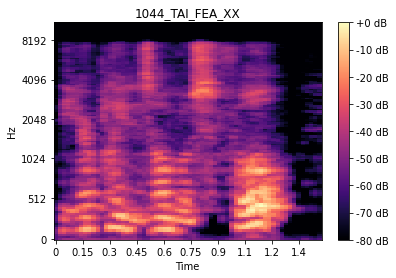 1044_TAI_FEA_XX
Hz
8192
4096
2048
1024
512
0
0 0.15 0.3 0.45 0.6 0.75 0.9 1.1 1.2 1.4
Time
+0 dB
-10 dB
-20 dB
-30 dB
-40 dB
-50 dB
-60 dB
-70 dB
-80 dB